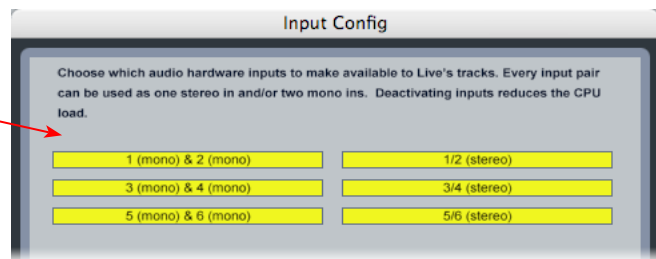 Input Config
Choose which audio hardware inputs to make available to Live's tracks. Every input pair
can be used as one stereo in and/or two mono ins. Deactivating inputs reduces the CPU
load.
1 (mono) & 2 (mono) 1/2 (stereo)
3 (mono) & 4 (mono) 3/4 (stereo)
5 (mono) & 6 (mono) 5/6 (stereo)